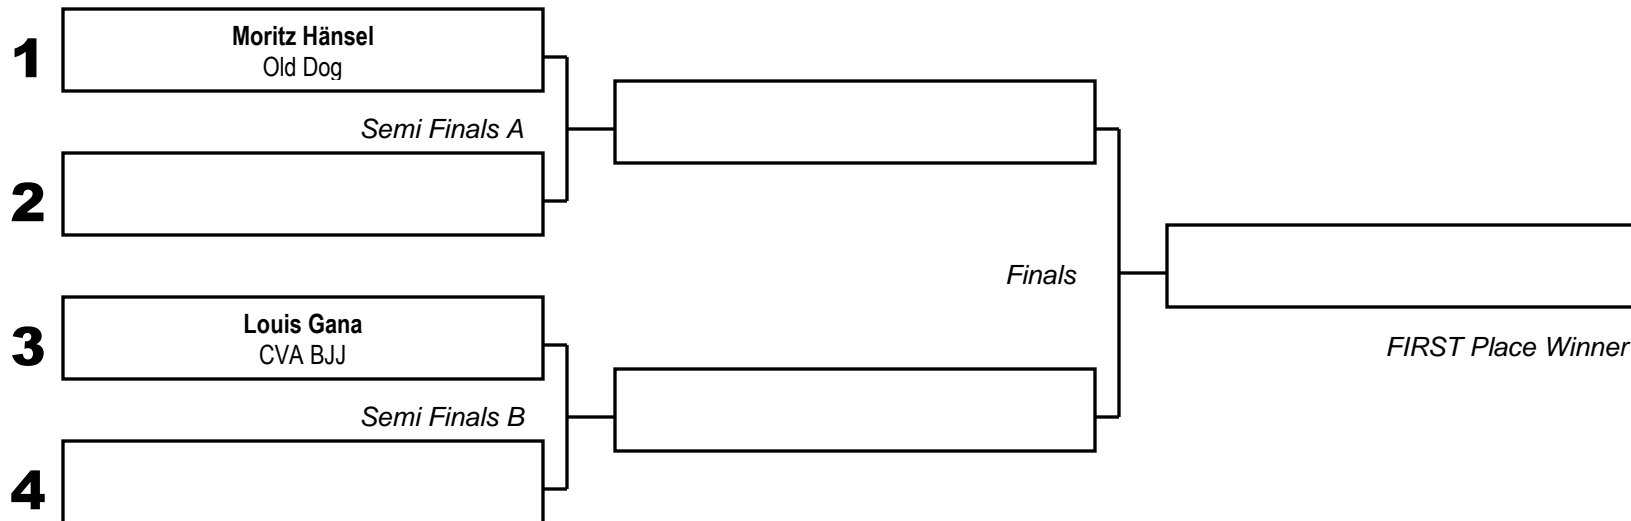 1
Moritz Hänsel
Old Dog
Semi Finals A
2
Finals
3
Louis Gana
CVA BJJ
FIRST Place Winner
Semi Finals B
4